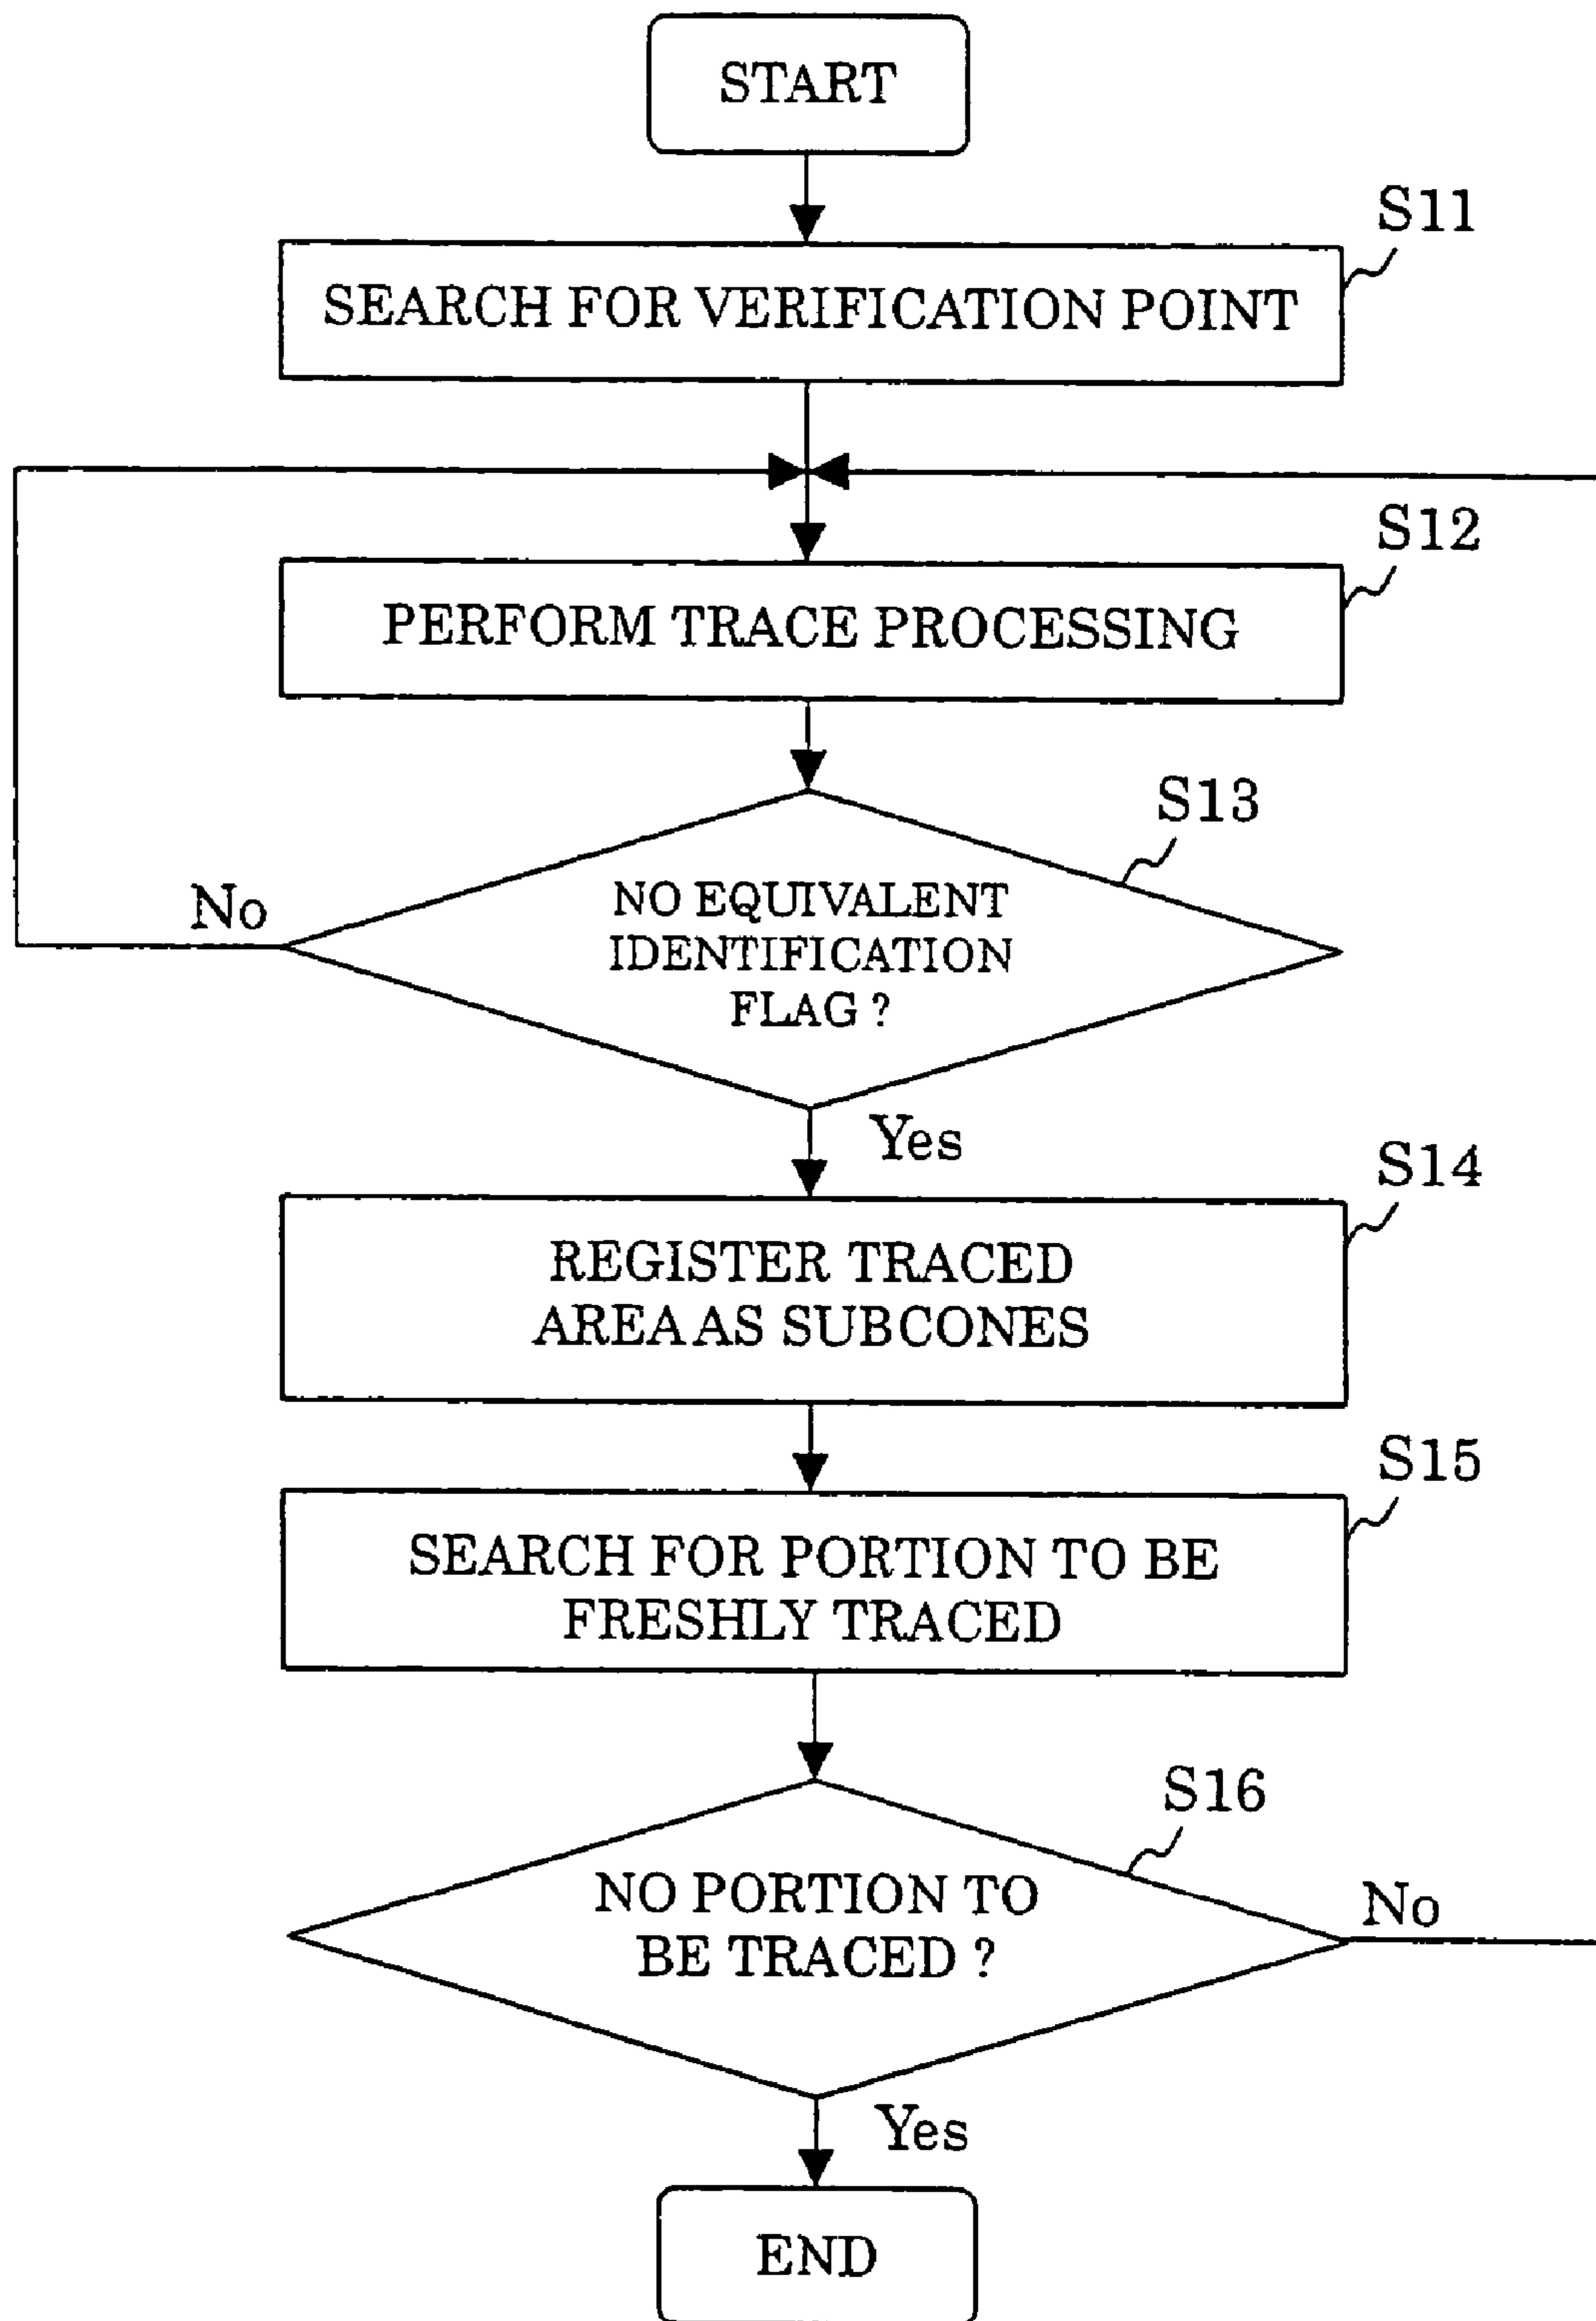 START
S11
SEARCH FOR VERIFICATION POINT
S12
PERFORM TRACE PROCESSING
S13
NO EQUIVALENT
IDENTIFICATION
FLAG ?
No
Yes
S14
REGISTER TRACED
AREA AS SUBCONES
S15
SEARCH FOR PORTION TO BE
FRESHLY TRACED
S16
NO PORTION TO
BE TRACED ?
No
Yes
END